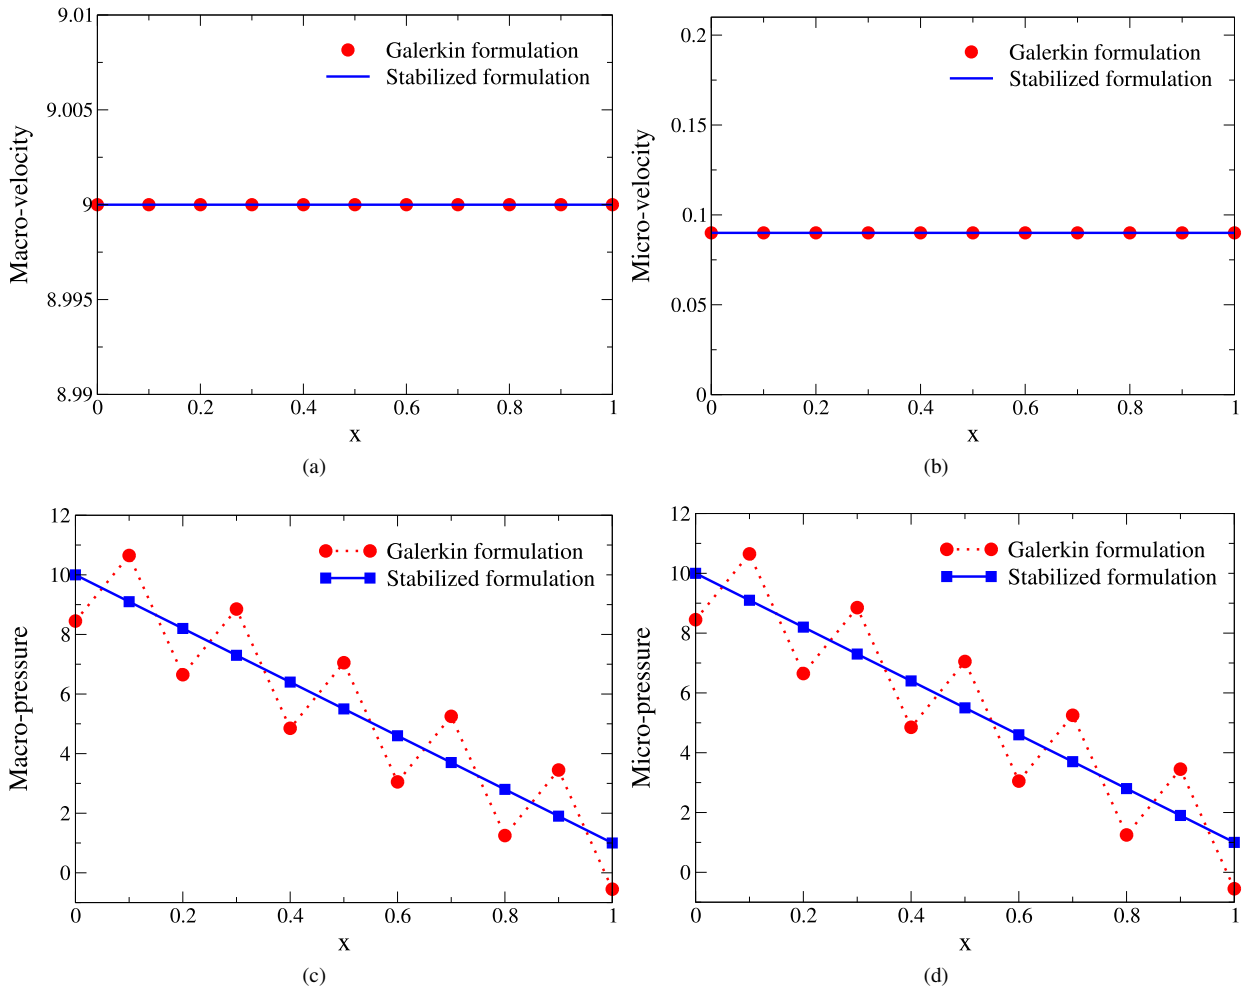 9.01
9.005
9
8.995
8.99
Macro-velocity
Galerkin formulation
Stabilized formulation
0 0.2 0.4 0.6 0.8 1
x
(a)
0.2
0.15
0.1
0.05
0
Micro-velocity
Galerkin formulation
Stabilized formulation
0 0.2 0.4 0.6 0.8 1
x
(b)
12
10
8
6
4
2
0
Macro-pressure
Galerkin formulation
Stabilized formulation
0 0.2 0.4 0.6 0.8 1
x
(c)
12
10
8
6
4
2
0
Micro-pressure
Galerkin formulation
Stabilized formulation
0 0.2 0.4 0.6 0.8 1
x
(d)